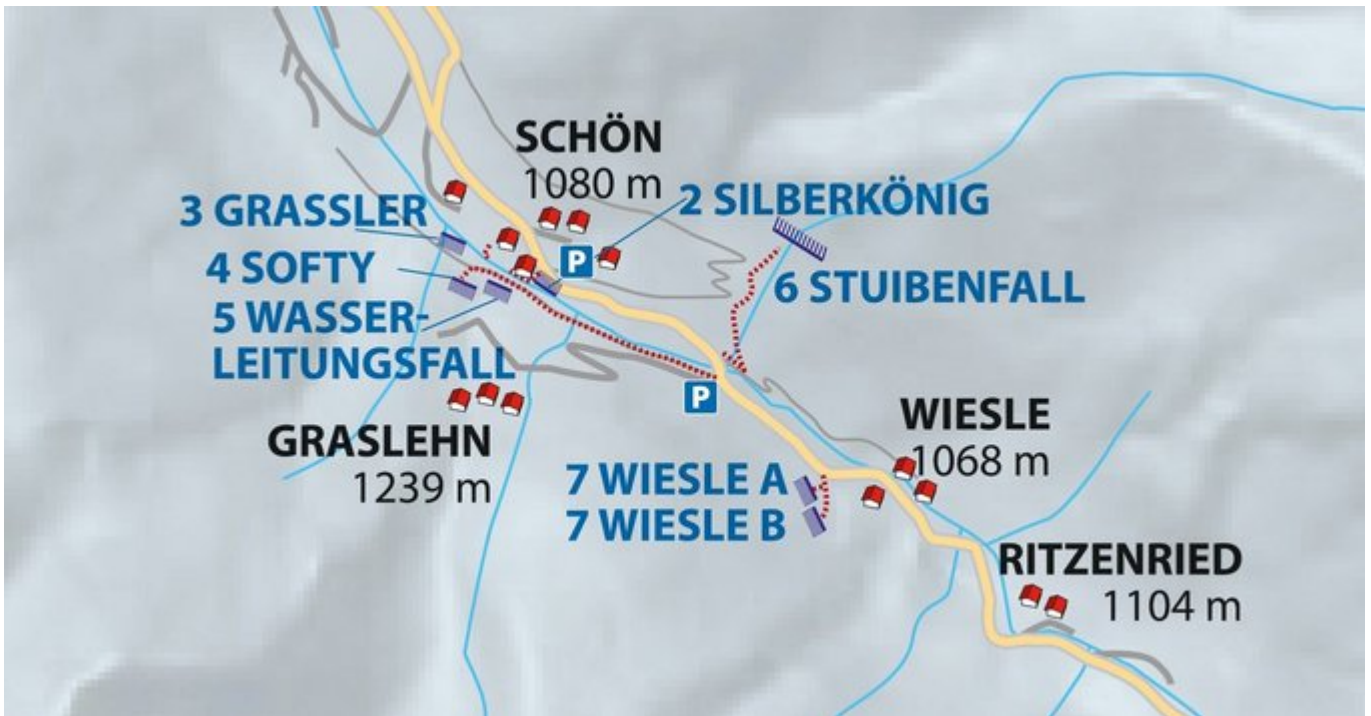 SCHÖN
1080 m
3 GRASSLER
2 SILBERKÖNIG
P
4 SOFTY
6 STUIBENFALL
5 WASSER-
LEITUNGSFALL
P
GRASLEHN
1239 m
WIESLE
1068 m
7 WIESLE A
7 WIESLE B
RITZENRIED
1104 m